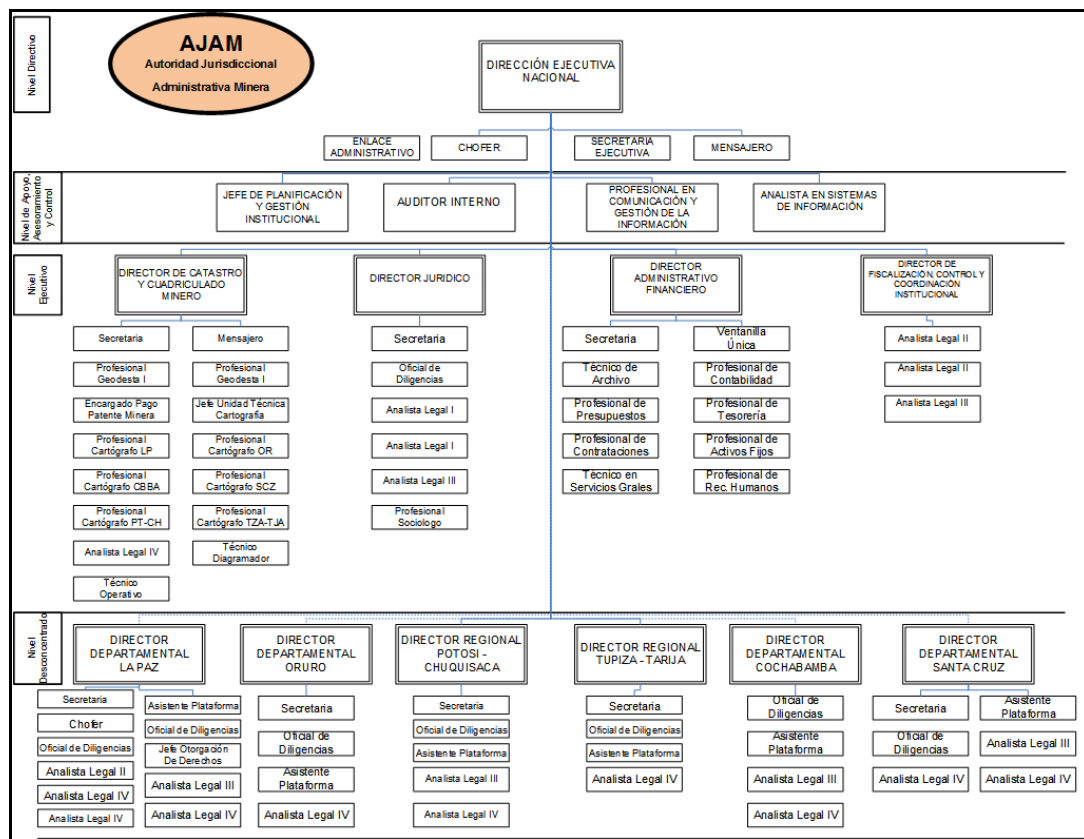 Nivel Directivo
AJAM
Autoridad Jurisdiccional
Administrativa Minera
DIRECCIÓN EJECUTIVA
NACIONAL
ENLACE
ADMINISTRATIVO
CHOFER
SECRETARIA
EJECUTIVA
MENSAJERO
Nivel de Apoyo,
Asesoramiento
y Control
JEFE DE PLANIFICACIÓN
Y GESTIÓN
INSTITUCIONAL
AUDITOR INTERNO
PROFESIONAL EN
COMUNICACIÓN Y
GESTIÓN DE LA
INFORMACIÓN
ANALISTA EN SISTEMAS
DE INFORMACIÓN
Nivel
Ejecutivo
DIRECTOR DE CATASTRO
Y CUADRICULADO
MINERO
DIRECTOR JURIDICO
DIRECTOR
ADMINISTRATIVO
FINANCIERO
DIRECTOR DE
FISCALIZACIÓN, CONTROL Y
COORDINACIÓN
INSTITUCIONAL
Secretaria
Profesional
Geodesta I
Encargado Pago
Patente Minera
Profesional
Cartógrafo LP
Profesional
Cartógrafo CBBA
Profesional
Cartógrafo PT-CH
Analista Legal IV
Técnico
Operativo
Mensajero
Profesional
Geodesta I
Jefe Unidad Técnica
Cartografía
Profesional
Cartógrafo OR
Profesional
Cartógrafo SCZ
Profesional
Cartógrafo TZA-TJA
Técnico
Diagramador
Secretaria
Oficial de
Diligencias
Analista Legal I
Analista Legal I
Analista Legal III
Profesional
Sociologo
Secretaria
Técnico de
Archivo
Profesional de
Presupuestos
Profesional de
Contrataciones
Técnico en
Servicios Grales
Ventanilla
Única
Profesional de
Contabilidad
Profesional de
Tesorería
Profesional de
Activos Fijos
Profesional de
Rec. Humanos
Analista Legal II
Analista Legal II
Analista Legal III
Nivel
Desconcentrado
DIRECTOR
DEPARTAMENTAL
LA PAZ
DIRECTOR
DEPARTAMENTAL
ORURO
DIRECTOR REGIONAL
POTOSI -
CHUQUISACA
DIRECTOR REGIONAL
TUPIZA - TARIJA
DIRECTOR
DEPARTAMENTAL
COCHABAMBA
DIRECTOR
DEPARTAMENTAL
SANTA CRUZ
Secretaria
Chofer
Oficial de Diligencias
Analista Legal II
Analista Legal IV
Analista Legal IV
Asistente Plataforma
Oficial de Diligencias
Jefe Otorgación
De Derechos
Analista Legal III
Analista Legal IV
Secretaria
Oficial de
Diligencias
Asistente
Plataforma
Analista Legal IV
Secretaria
Oficial de Diligencias
Asistente Plataforma
Analista Legal III
Analista Legal IV
Secretaria
Oficial de Diligencias
Asistente Plataforma
Analista Legal IV
Oficial de
Diligencias
Asistente
Plataforma
Analista Legal III
Analista Legal IV
Secretaria
Oficial de
Diligencias
Analista Legal IV
Asistente
Plataforma
Analista Legal III
Analista Legal IV